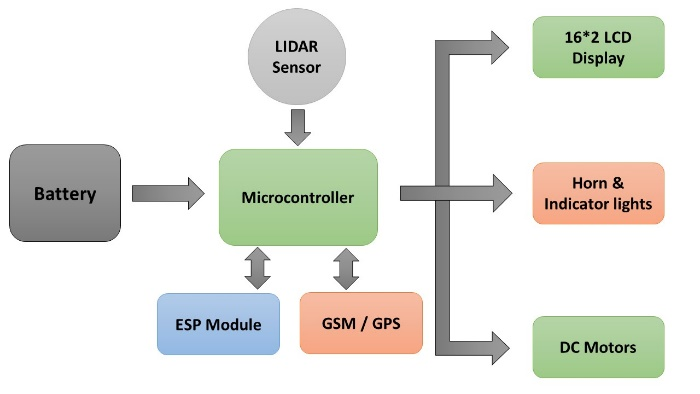 LIDAR
Sensor
16*2 LCD
Display
Battery
Microcontroller
Horn &
Indicator lights
ESP Module
GSM / GPS
DC Motors